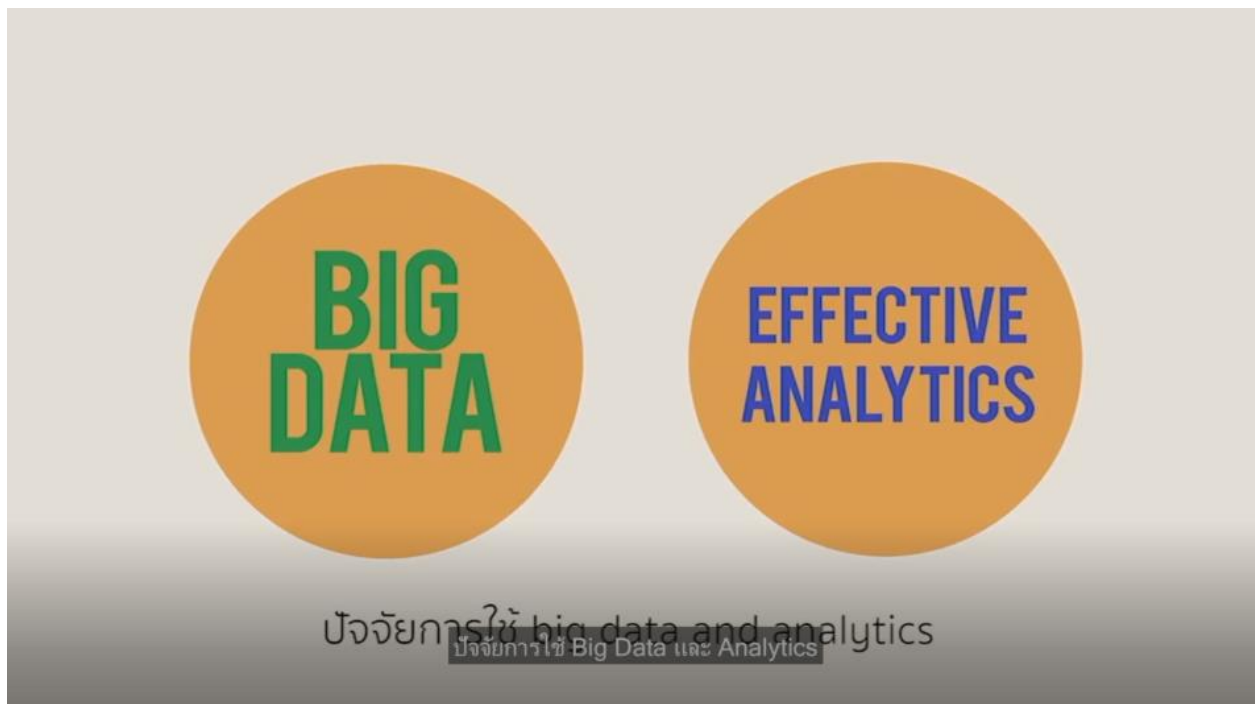 BIG
DATA
EFFECTIVE
ANALYTICS
ปัจจัยการใช้ big data and analytics
ปัจจัยการใช้ Big Data และ Analytics